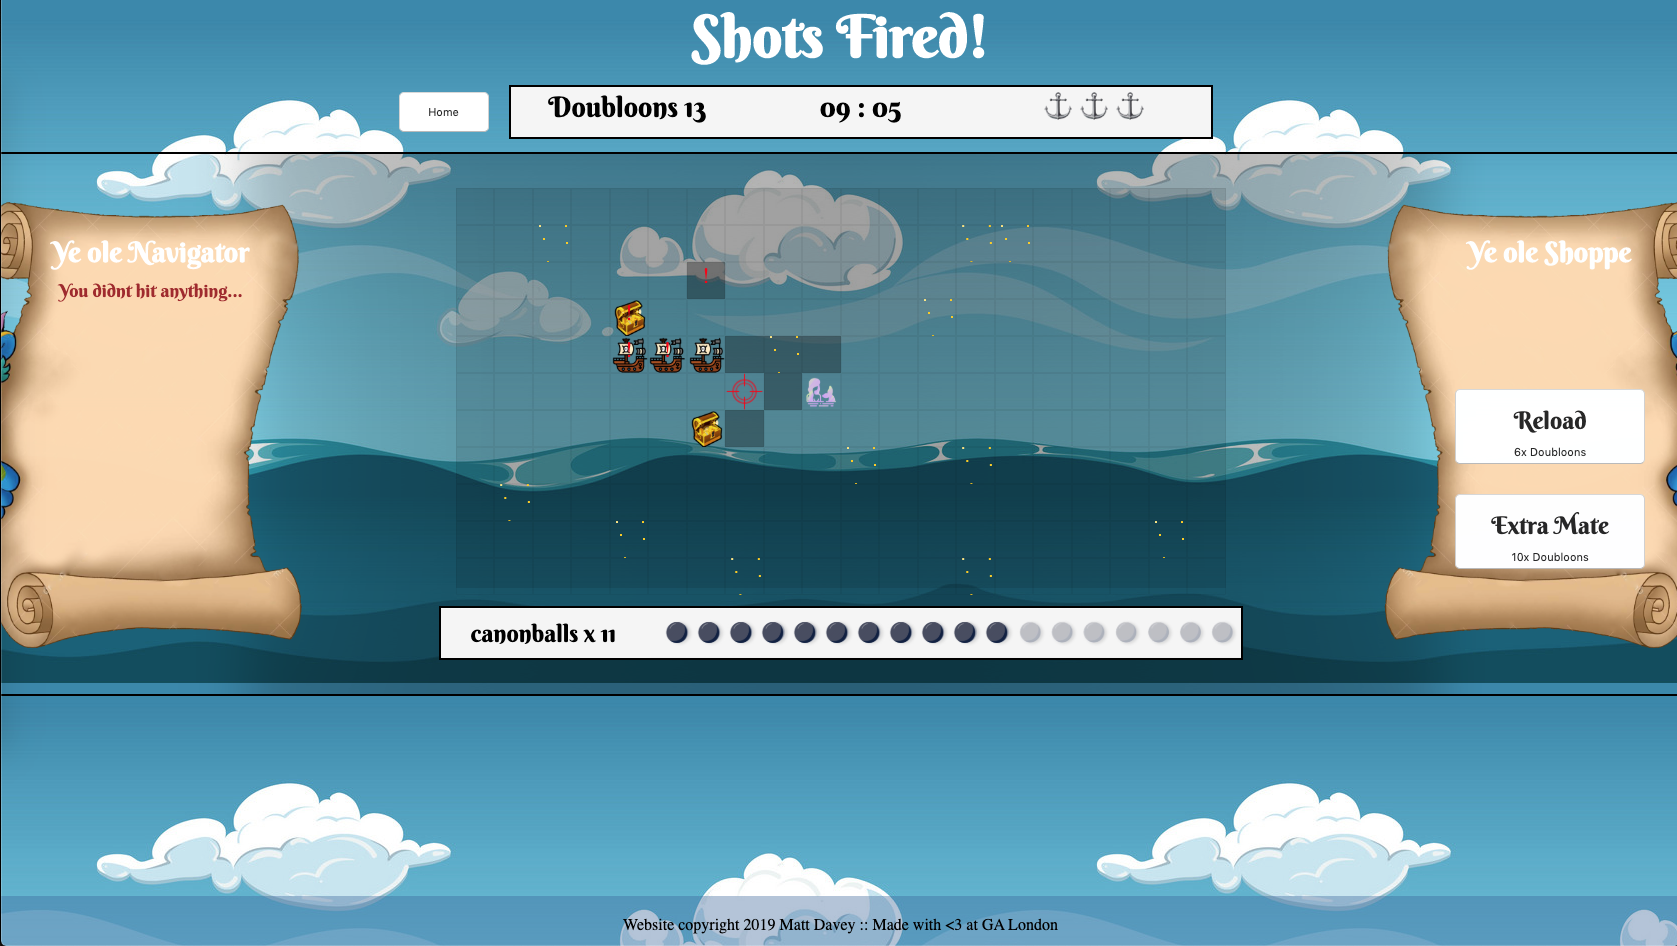 Shots Fired!
Home
Doubloons 13
09 : 05
Ye ole Navigator
You didnt hit anything...
!
Ye ole Shoppe
Reload
6x Doubloons
Extra Mate
10x Doubloons
canonballs x 11
Website copyright 2019 Matt Davey :: Made with <3 at GA London